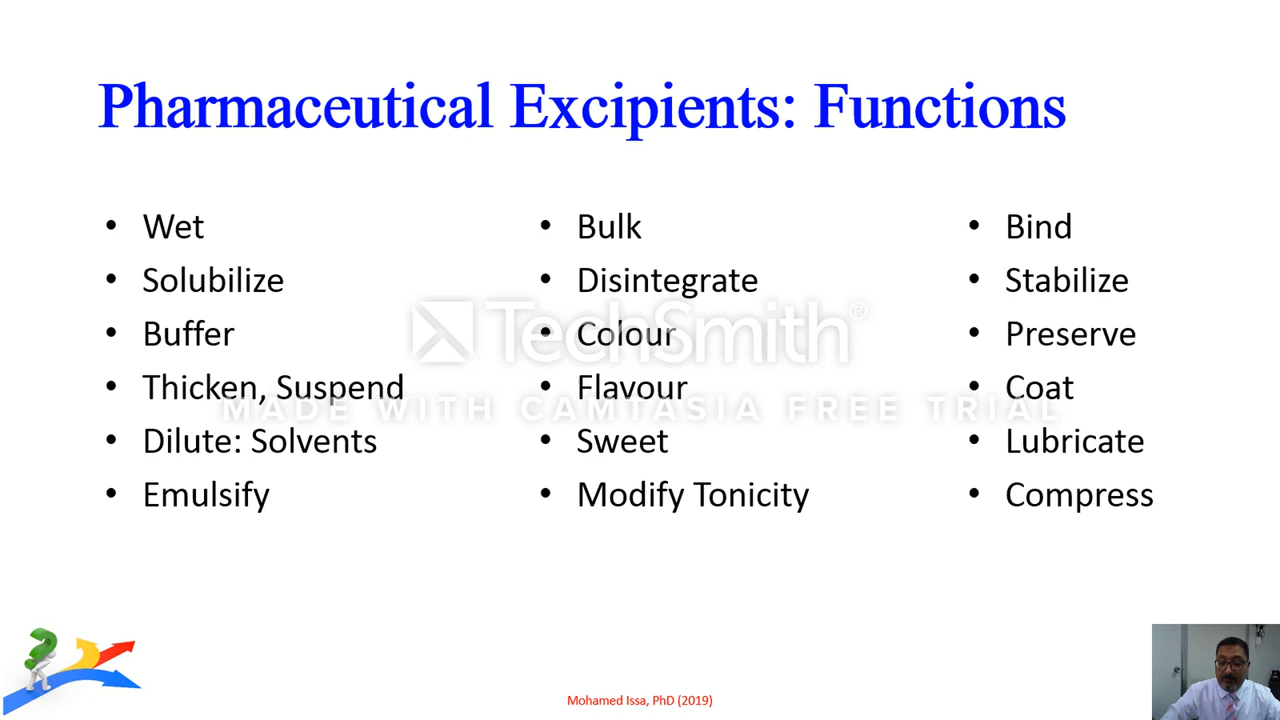 Pharmaceutical Excipients: Functions
• Wet
• Solubilize
• Buffer
• Thicken, Suspend
• Dilute: Solvents
• Emulsify
• Bulk
• Disintegrate
• Colour
• Flavour
• Sweet
• Modify Tonicity
• Bind
• Stabilize
• Preserve
• Coat
• Lubricate
• Compress
TechSmith®
MADE WITH CAMTASIA FREE TRIAL
Mohamed Issa, PhD (2019)